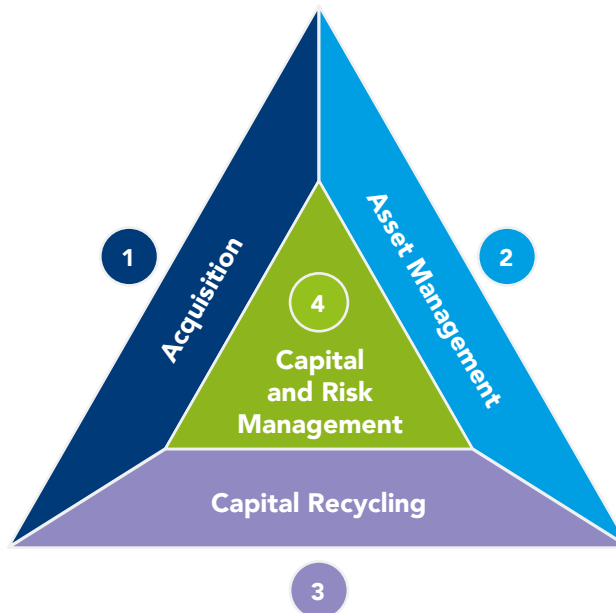 1
Acquisition
2
Asset Management
4
Capital
and Risk
Management
Capital Recycling
3